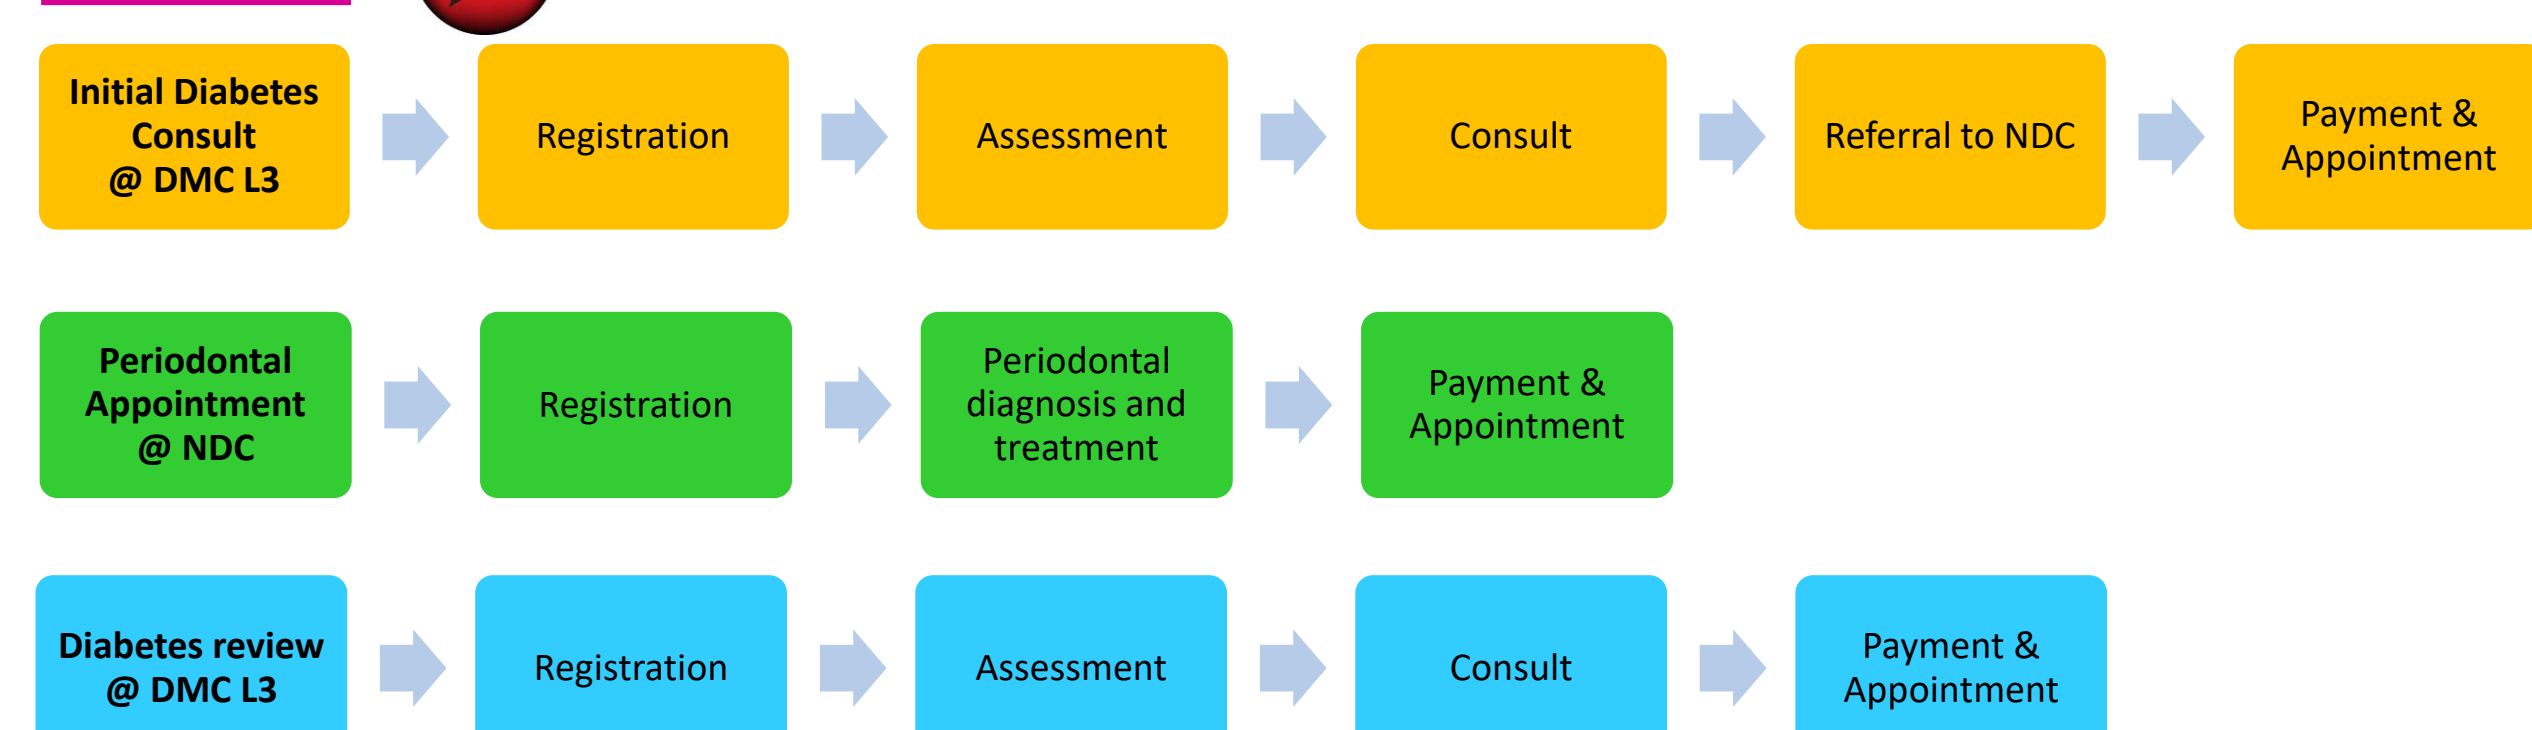 Initial Diabetes
Consult
@ DMC L3
Registration
Assessment
Consult
Referral to NDC
Payment &
Appointment
Periodontal
Appointment
@ NDC
Registration
Periodontal
diagnosis and
treatment
Payment &
Appointment
Diabetes review
@ DMC L3
Registration
Assessment
Consult
Payment &
Appointment